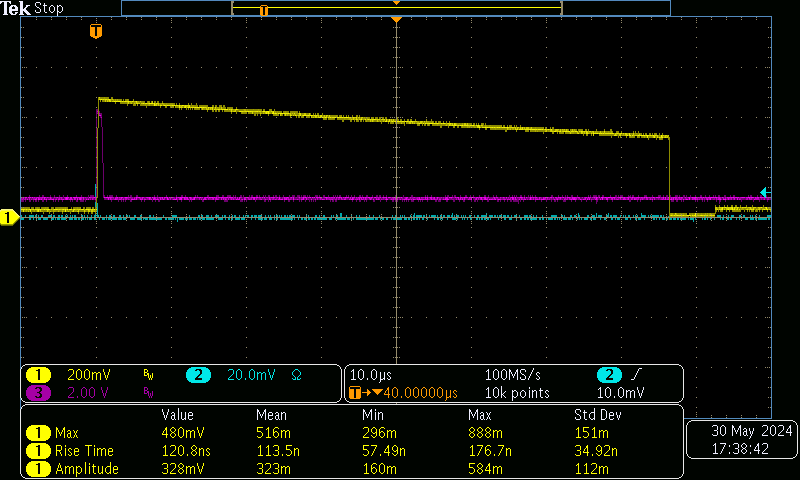 Tek Stop
T
T
1
1 200mV BW 2 20.0mV Ω
3 2.00 V BW
10.0µs 100MS/s 2
T→▼40.00000µs 10k points 10.0mV
Value Mean Min Max Std Dev
1 Max 480mV 516m 296m 888m 151m
1 Rise Time 120.8ns 113.5n 57.49n 176.7n 34.92n
1 Amplitude 328mV 323m 160m 584m 112m
30 May 2024
17:38:42